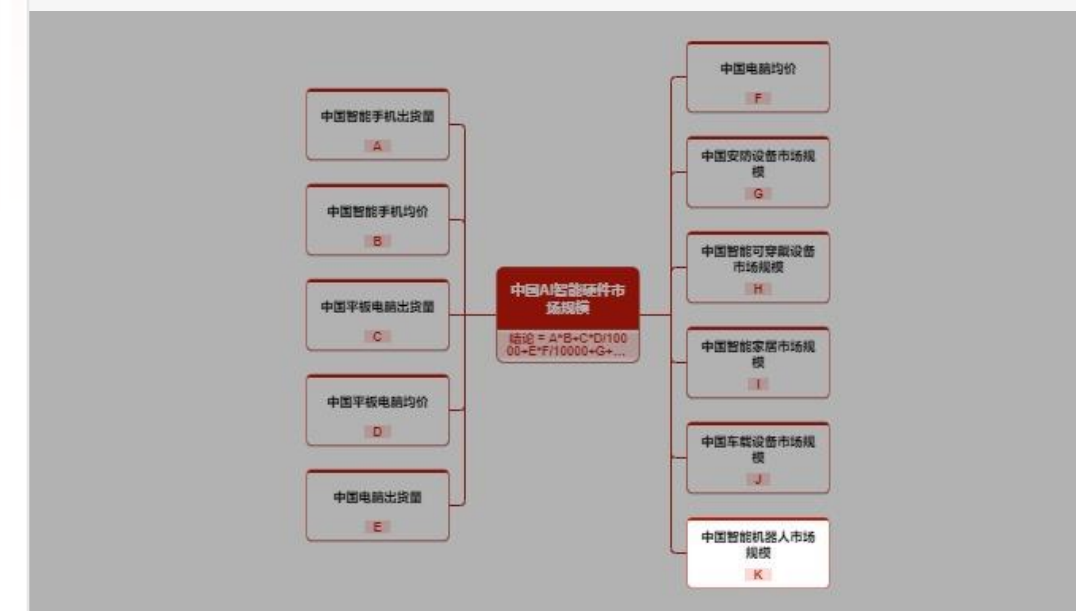 中国智能手机出货量
A
中国智能手机均价
B
中国平板电脑出货量
C
中国平板电脑均价
D
中国电脑出货量
E
中国AI智能硬件市
场规模
结论 = A*B+C*D/100
00+E*F/10000+G+...
中国电脑均价
F
中国安防设备市场规
模
G
中国智能可穿戴设备
市场规模
H
中国智能家居市场规
模
I
中国车载设备市场规
模
J
中国智能机器人市场
规模
K